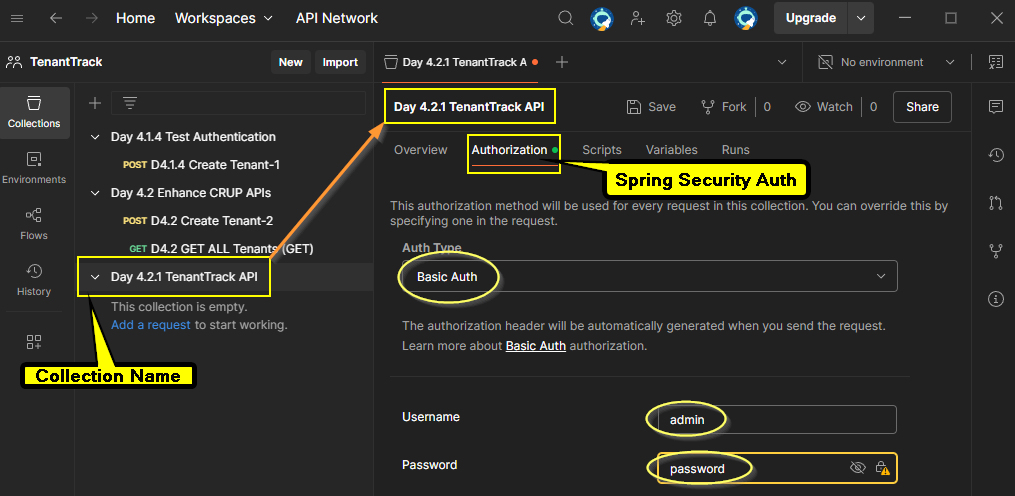 Home
Workspaces
API Network
Upgrade
TenantTrack
New
Import
Day 4.2.1 TenantTrack A
No environment
Collections
Environments
Flows
History
Day 4.1.4 Test Authentication
POST D4.1.4 Create Tenant-1
Day 4.2 Enhance CRUP APIs
POST D4.2 Create Tenant-2
GET D4.2 GET ALL Tenants (GET)
Day 4.2.1 TenantTrack API
This collection is empty.
Add a request to start working.
Collection Name
Day 4.2.1 TenantTrack API
Save
Fork
0
Watch
0
Share
Overview
Authorization
Scripts
Variables
Runs
Spring Security Auth
This authorization method will be used for every request in this collection. You can override this by
specifying one in the request.
Auth Type
Basic Auth
The authorization header will be automatically generated when you send the request.
Learn more about Basic Auth authorization.
Username
admin
Password
password